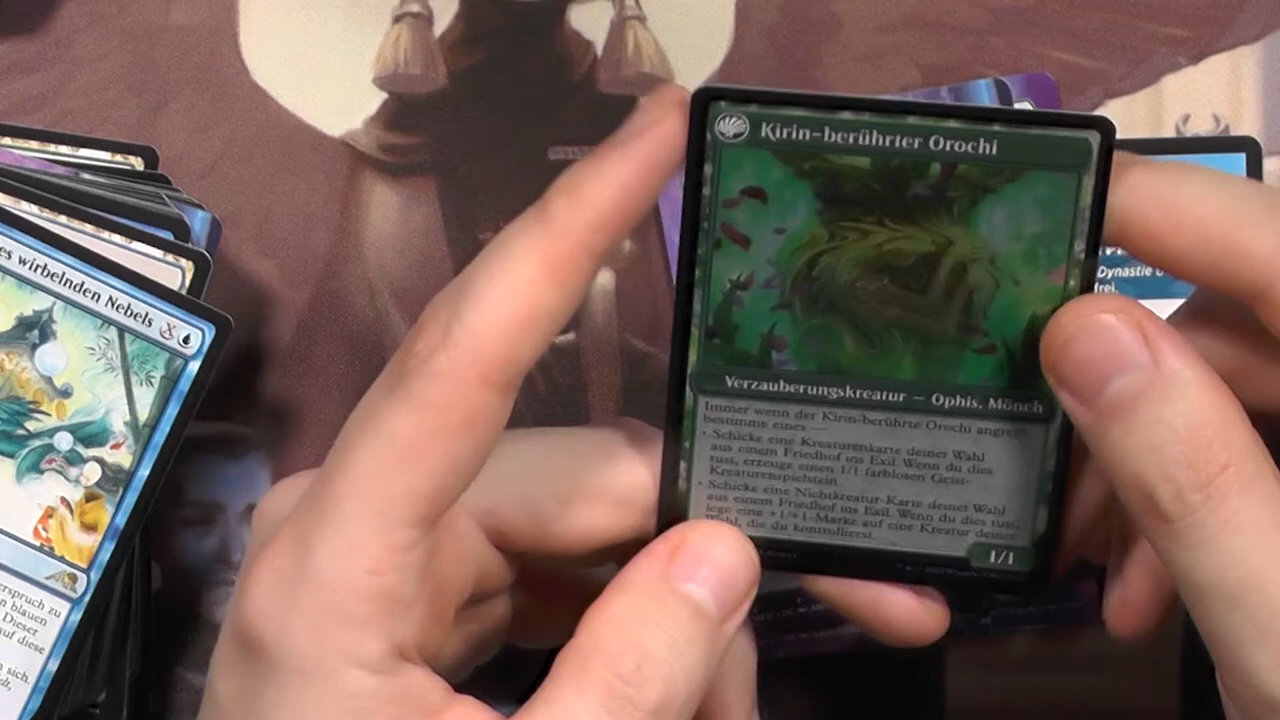 es wirbelnden Nebels X
erspruch zu
n blauen
Dieser
auf diese
sich.
Kirin-berührter Orochi
Verzauberungskreatur — Ophis, Mönch
Immer wenn der Kirin-berührte Orochi angreift
bestimme eines —
• Schicke eine Kreaturenkarte deiner Wahl
aus einem Friedhof ins Exil. Wenn du dies
tust, erzeuge einen 1/1 farblosen Geist-
Kreaturenspielstein.
• Schicke eine Nichtkreatur-Karte deiner Wahl
aus einem Friedhof ins Exil. Wenn du dies tust,
lege eine +1/+1-Marke auf eine Kreatur deiner
Wahl, die du kontrollierst.
1/1
Dynastie
frei.